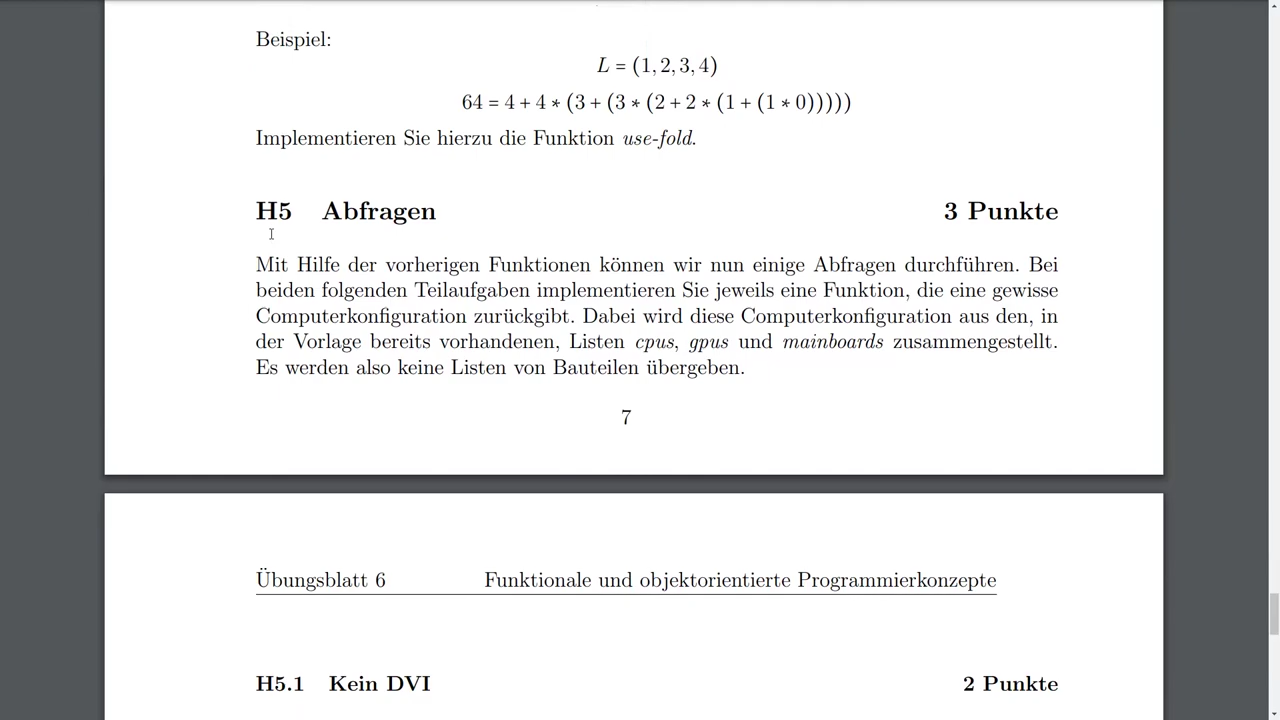 Beispiel:
L = (1, 2, 3, 4)
64 = 4 + 4 ∗ (3 + (3 ∗ (2 + 2 ∗ (1 + (1 ∗ 0)))))
Implementieren Sie hierzu die Funktion use-fold.
H5 Abfragen 3 Punkte
Mit Hilfe der vorherigen Funktionen können wir nun einige Abfragen durchführen. Bei
beiden folgenden Teilaufgaben implementieren Sie jeweils eine Funktion, die eine gewisse
Computerkonfiguration zurückgibt. Dabei wird diese Computerkonfiguration aus den, in
der Vorlage bereits vorhandenen, Listen cpus, gpus und mainboards zusammengestellt.
Es werden also keine Listen von Bauteilen übergeben.
7
Übungsblatt 6 Funktionale und objektorientierte Programmierkonzepte
H5.1 Kein DVI 2 Punkte